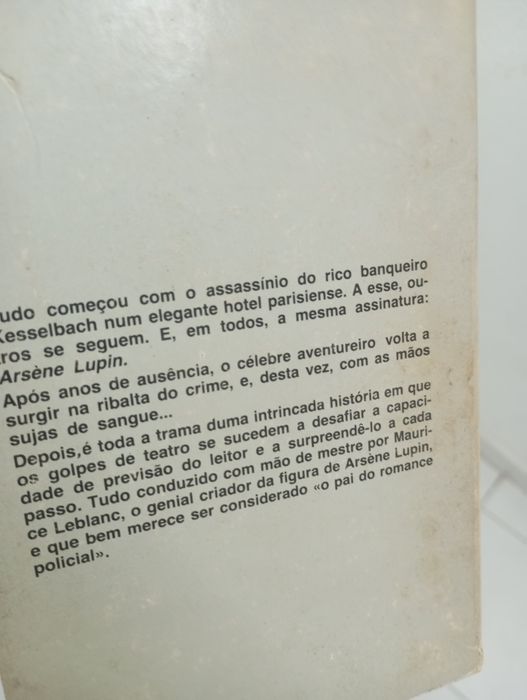 udo começou com o assassínio do rico banqueiro
Kesselbach num elegante hotel parisiense. A esse, ou-
tros se seguem. E, em todos, a mesma assinatura:
Arsène Lupin.
Após anos de ausência, o célebre aventureiro volta a
surgir na ribalta do crime, e, desta vez, com as mãos
sujas de sangue...
Depois,é toda a trama duma intrincada história em que
os golpes de teatro se sucedem a desafiar a capaci-
dade de previsão do leitor e a surpreendê-lo a cada
passo. Tudo conduzido com mão de mestre por Mauri-
ce Leblanc, o genial criador da figura de Arsène Lupin,
e que bem merece ser considerado «o pai do romance
policial».